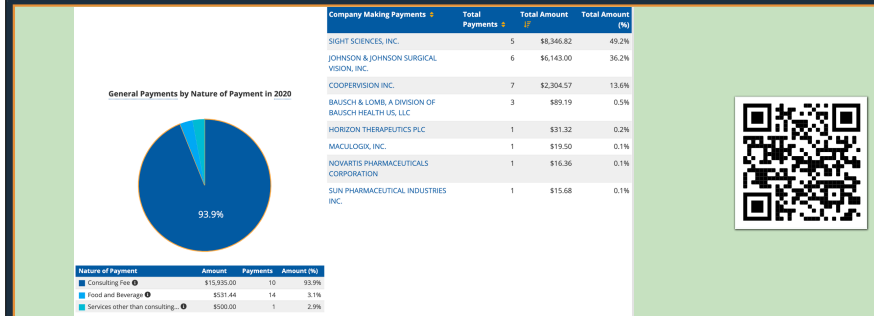 Company Making Payments Total Payments Total Amount Total Amount (%)
SIGHT SCIENCES, INC. 5 $8,346.82 49.2%
JOHNSON & JOHNSON SURGICAL VISION, INC. 6 $6,143.00 36.2%
COOPERVISION INC. 7 $2,304.57 13.6%
BAUSCH & LOMB, A DIVISION OF BAUSCH HEALTH US, LLC 3 $89.19 0.5%
HORIZON THERAPEUTICS PLC 1 $31.32 0.2%
MACULOGIX, INC. 1 $19.50 0.1%
NOVARTIS PHARMACEUTICALS CORPORATION 1 $16.36 0.1%
SUN PHARMACEUTICAL INDUSTRIES INC. 1 $15.68 0.1%
General Payments by Nature of Payment in 2020
93.9%
Nature of Payment Amount Payments Amount (%)
Consulting Fee $15,935.00 10 93.9%
Food and Beverage $531.44 14 3.1%
Services other than consulting... $500.00 1 2.9%